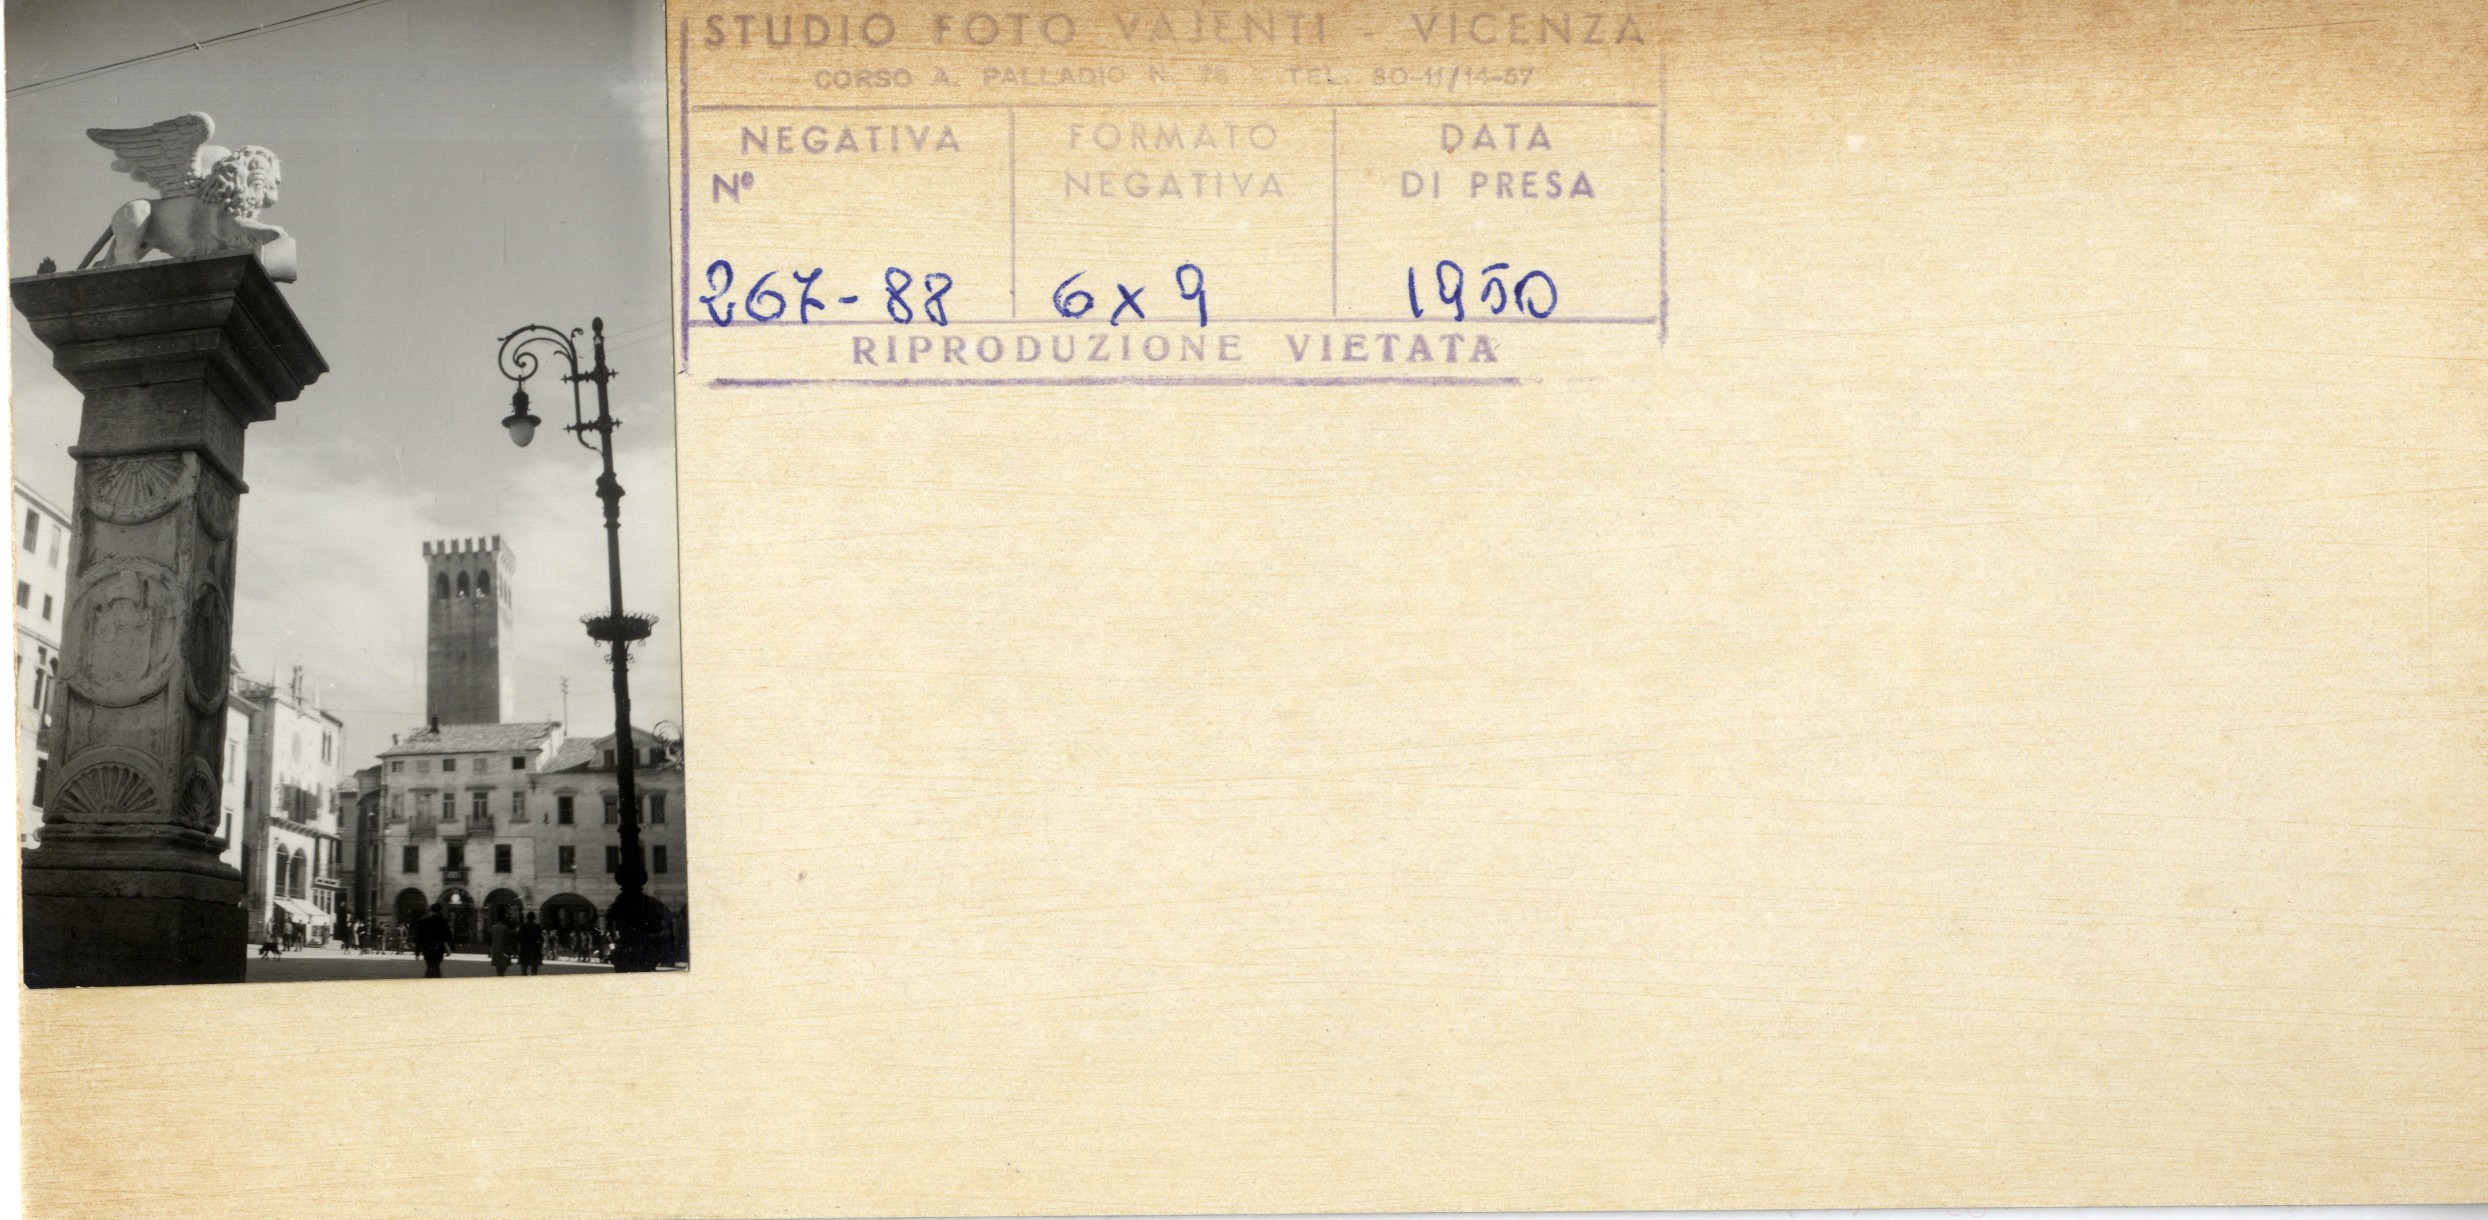 STUDIO FOTO VAJENTI - VICENZA
CORSO A. PALLADIO N. TEL. 30-11/14-57
NEGATIVA
Nº
FORMATO
NEGATIVA
DATA
DI PRESA
267-88
6x9
1950
RIPRODUZIONE VIETATA